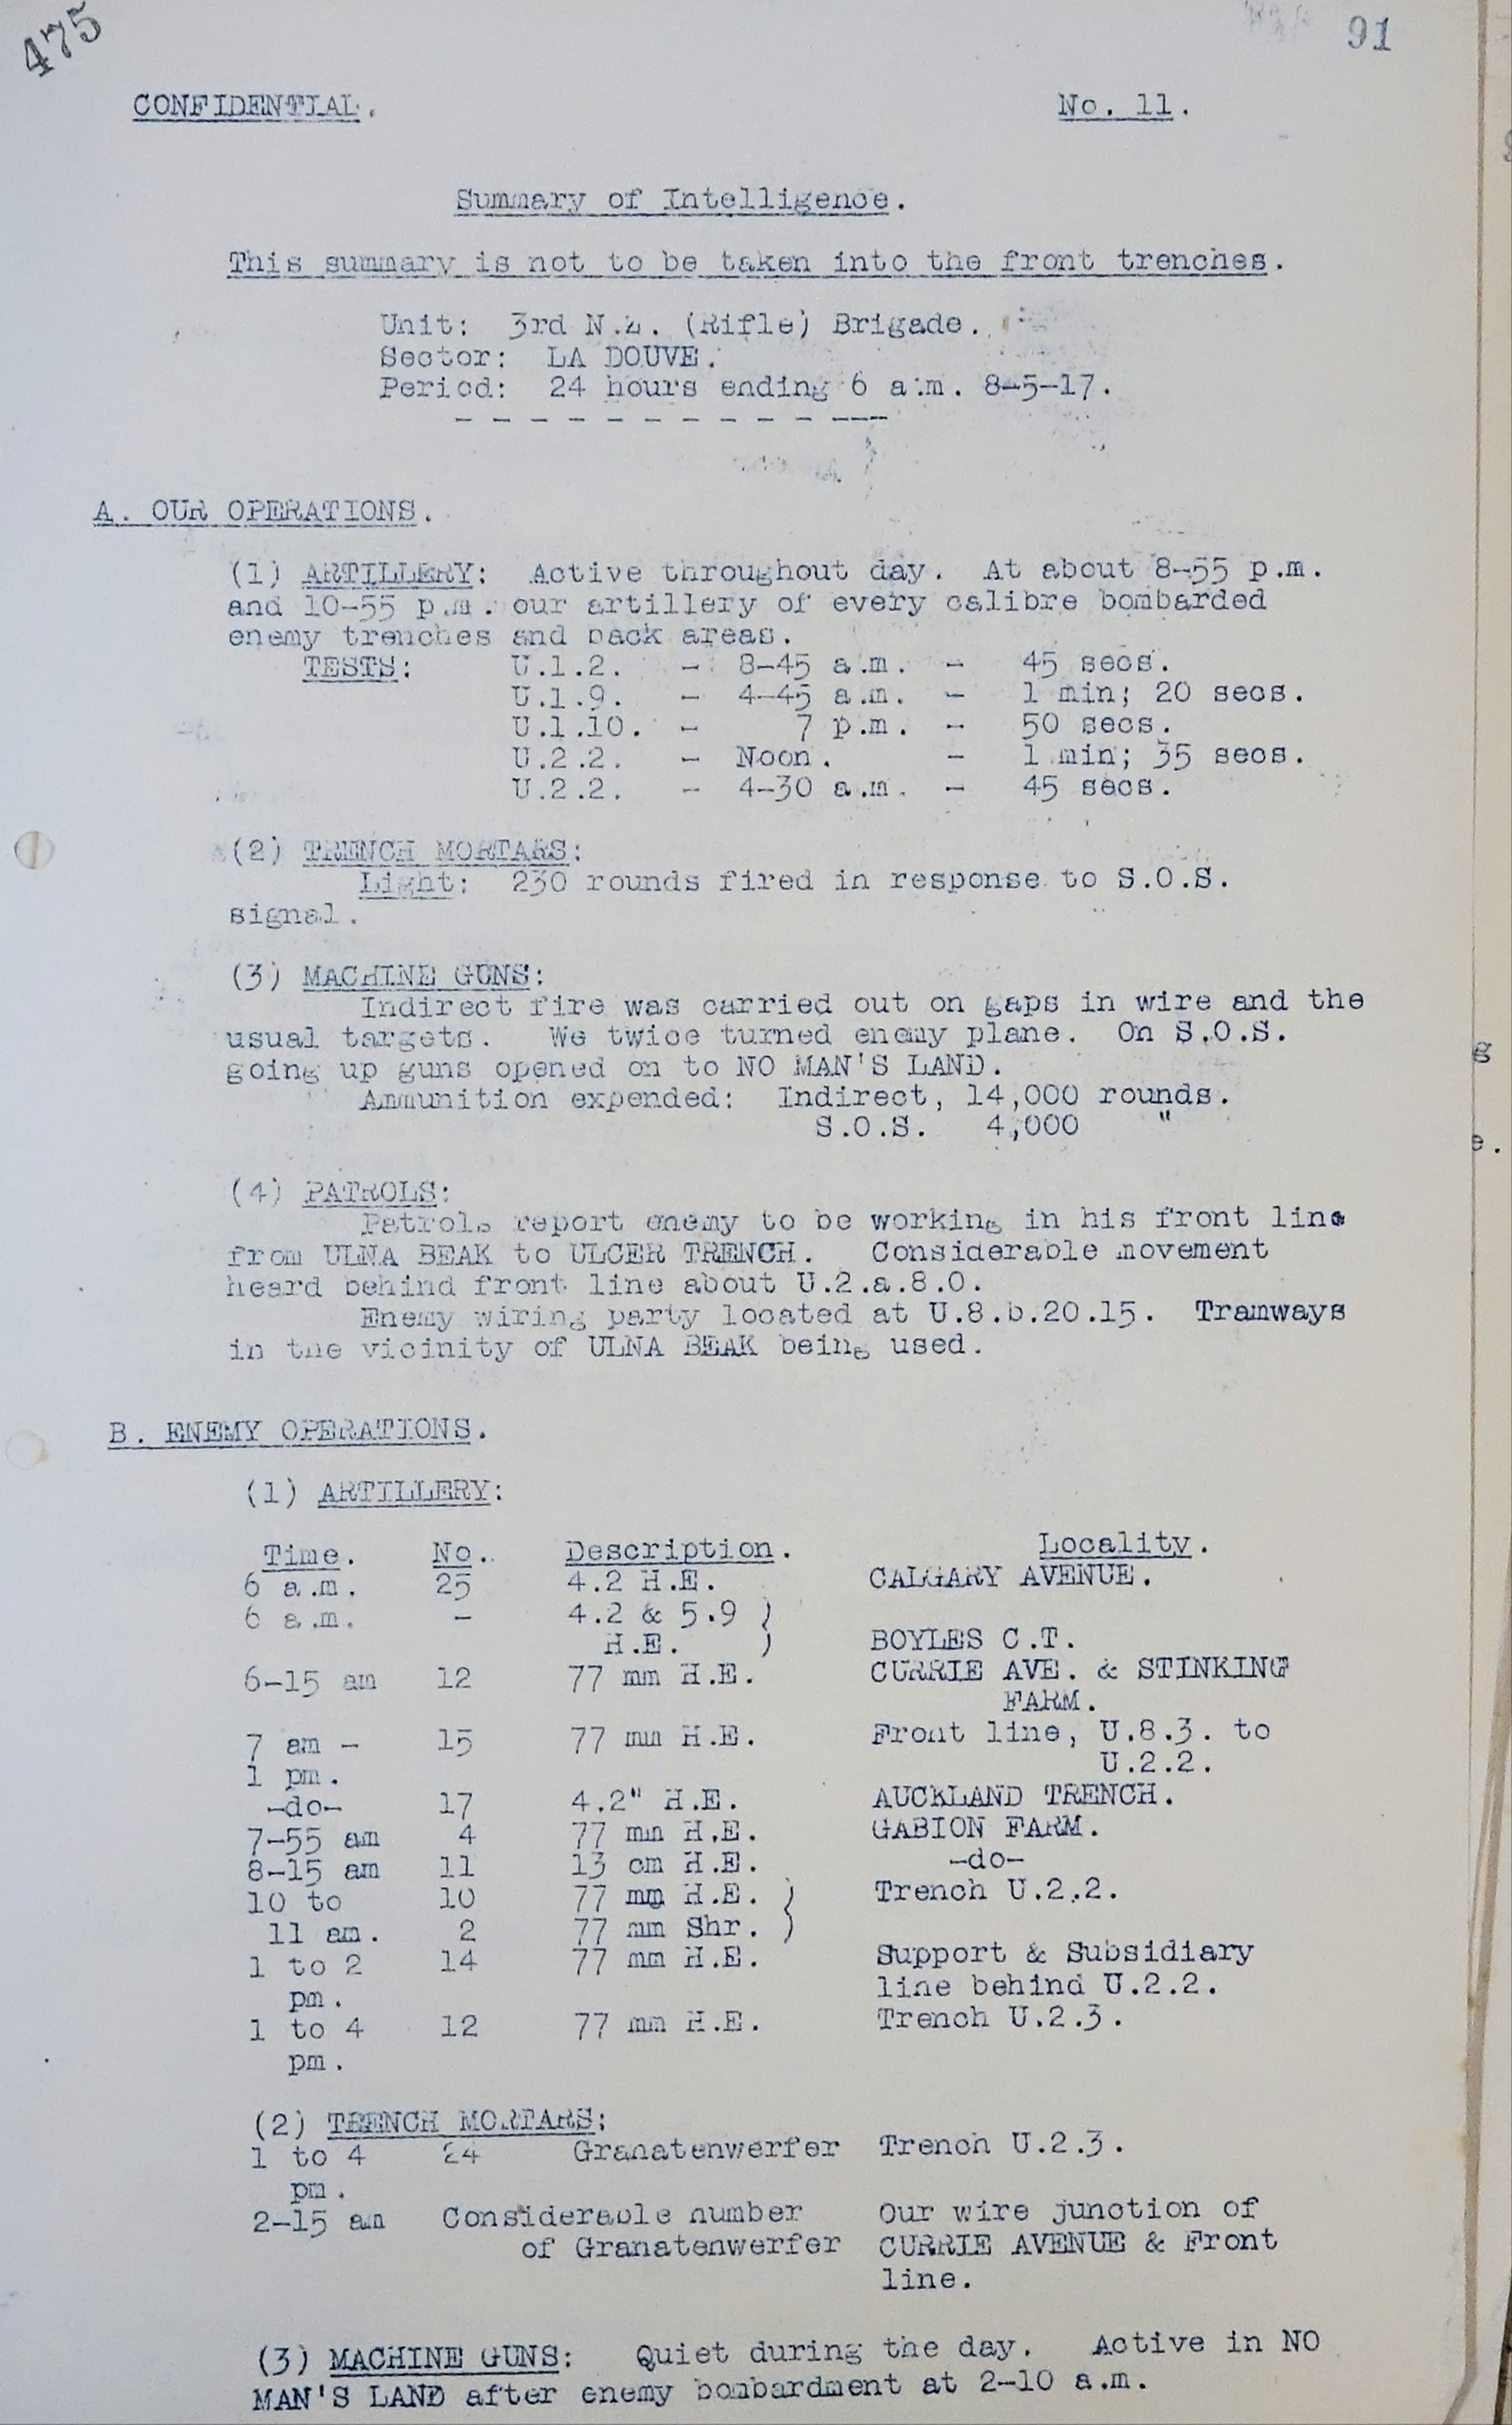 475
91
CONFIDENTIAL.	No. 11.
Summary of Intelligence.
This summary is not to be taken into the front trenches.
Unit: 3rd N.Z. (Rifle) Brigade.
Sector: LA DOUVE.
Period: 24 hours ending 6 a.m. 8-5-17.
A. OUR OPERATIONS.
(1) ARTILLERY: Active throughout day. At about 8-55 p.m.
and 10-55 p.m. our artillery of every calibre bombarded
enemy trenches and back areas.
TESTS: U.1.2. - 8-45 a.m. - 45 secs.
U.1.9. - 4-45 a.m. - 1 min; 20 secs.
U.1.10. - 7 p.m. - 50 secs.
U.2.2. - Noon. - 1 min; 35 secs.
U.2.2. - 4-30 a.m. - 45 secs.
(2) TRENCH MORTARS:
Light: 230 rounds fired in response to S.O.S.
signal.
(3) MACHINE GUNS:
Indirect fire was carried out on gaps in wire and the
usual targets. We twice turned enemy plane. On S.O.S.
going up guns opened on to NO MAN'S LAND.
Ammunition expended: Indirect, 14,000 rounds.
S.O.S. 4,000 "
(4) PATROLS:
Patrols report enemy to be working in his front line
from ULNA BEAK to ULCER TRENCH. Considerable movement
heard behind front line about U.2.a.8.0.
Enemy wiring party located at U.8.b.20.15. Tramways
in the vicinity of ULNA BEAK being used.
B. ENEMY OPERATIONS.
(1) ARTILLERY:
Time. No. Description. Locality.
6 a.m. 25 4.2 H.E. CALGARY AVENUE.
6 a.m. - 4.2 & 5.9 )
H.E. ) BOYLES C.T.
6-15 am 12 77 mm H.E. CURRIE AVE. & STINKING
FARM.
7 am - 15 77 mm H.E. Front line, U.8.3. to
1 pm. U.2.2.
-do- 17 4.2" H.E. AUCKLAND TRENCH.
7-55 am 4 77 mm H.E. GABION FARM.
8-15 am 11 13 cm H.E. -do-
10 to 10 77 mm H.E. ) Trench U.2.2.
11 am. 2 77 mm Shr. )
1 to 2 14 77 mm H.E. Support & Subsidiary
pm. line behind U.2.2.
1 to 4 12 77 mm H.E. Trench U.2.3.
pm.
(2) TRENCH MORTARS:
1 to 4 24 Granatenwerfer Trench U.2.3.
pm.
2-15 am Considerable number Our wire junction of
of Granatenwerfer CURRIE AVENUE & Front
line.
(3) MACHINE GUNS: Quiet during the day. Active in NO
MAN'S LAND after enemy bombardment at 2-10 a.m.